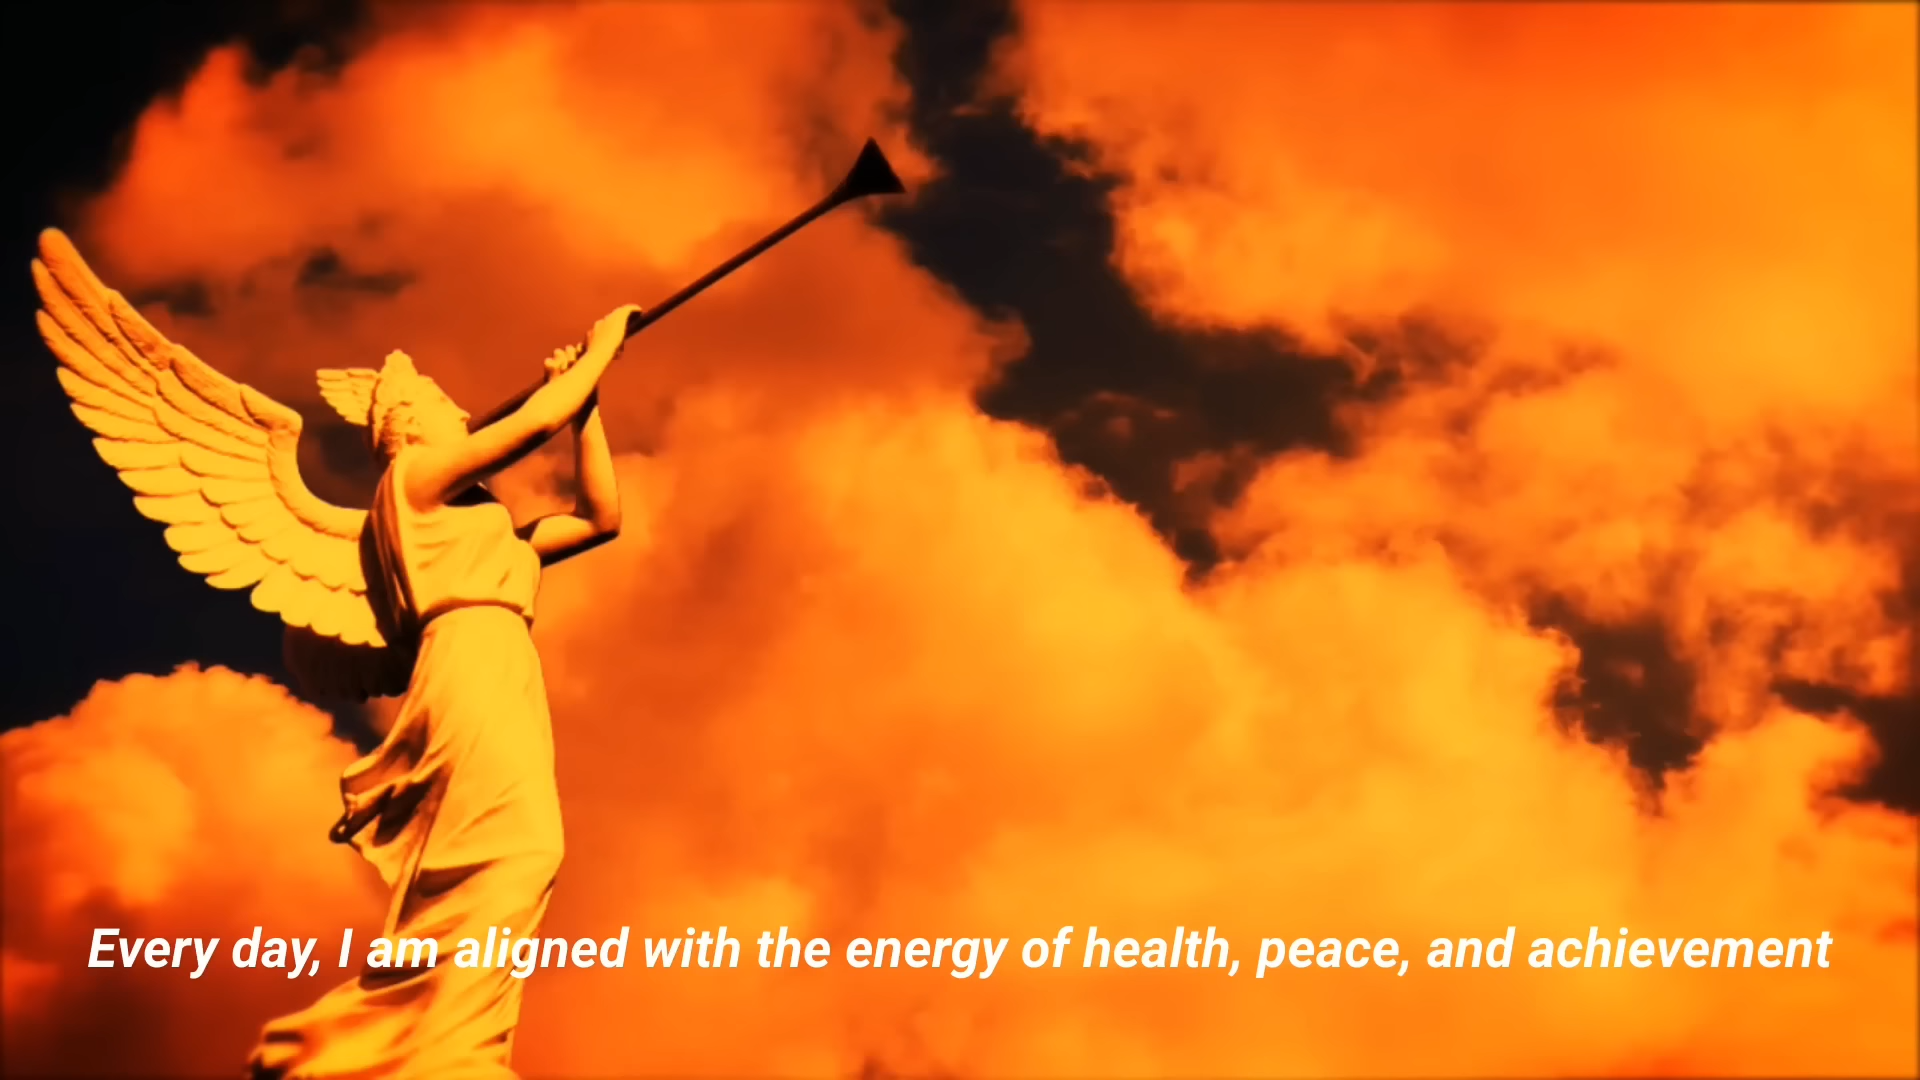 Every day, I am aligned with the energy of health, peace, and achievement